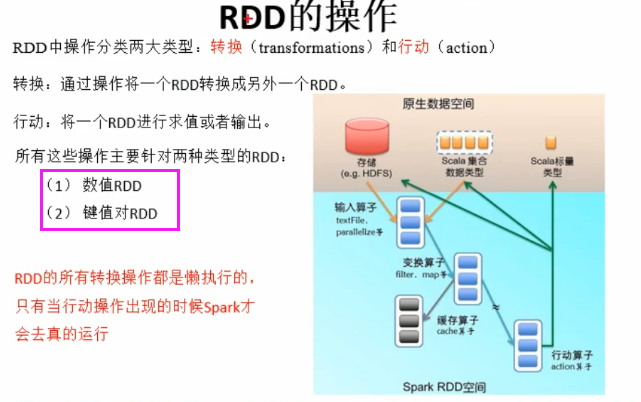 RDD的操作
RDD中操作分类两大类型：转换（transformations）和行动（action）
转换：通过操作将一个RDD转换成另外一个RDD。
行动：将一个RDD进行求值或者输出。
所有这些操作主要针对两种类型的RDD：
（1） 数值RDD
（2） 键值对RDD
RDD的所有转换操作都是懒执行的，
只有当行动操作出现的时候Spark才
会去真的运行
原生数据空间
存储
(e.g. HDFS)
Scala 集合
数据类型
Scala标量
类型
输入算子
textFile、
parallelize等
变换算子
filter、map等
缓存算子
cache算子
≈
行动算子
action算子
Spark RDD空间